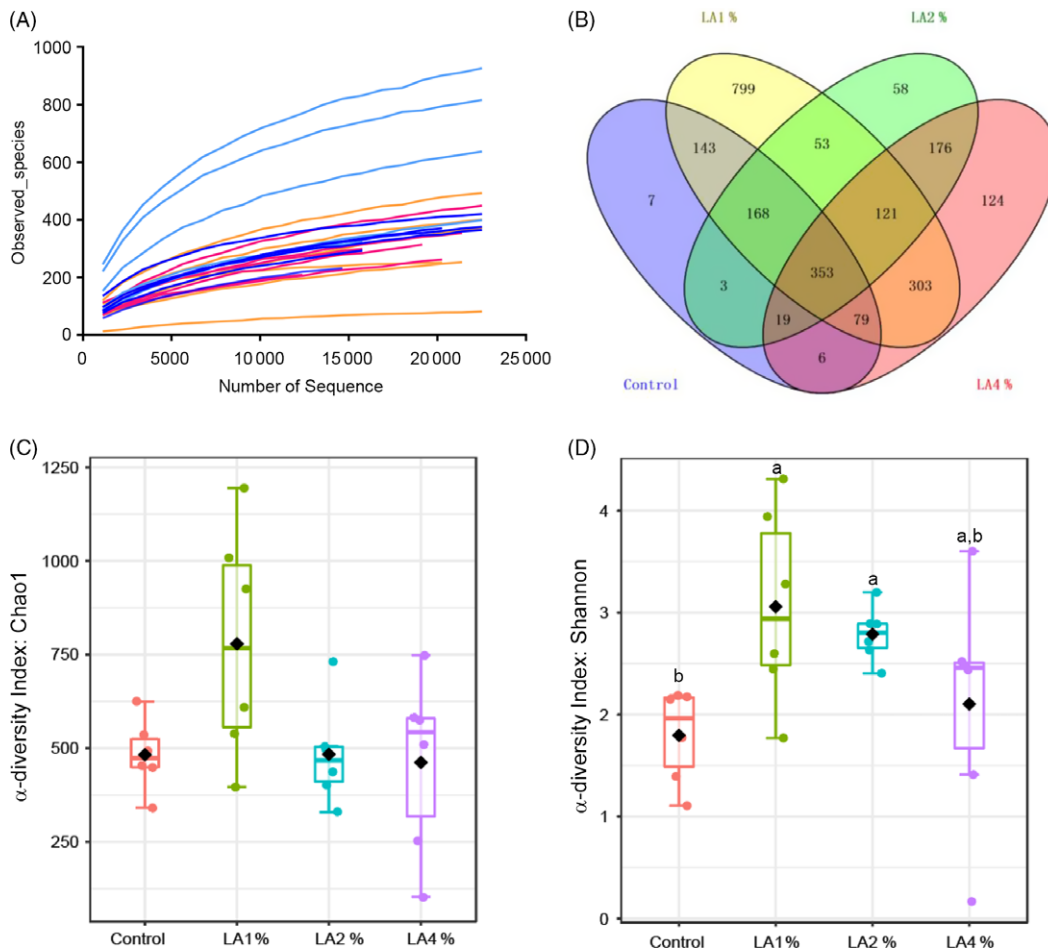 (A)
1000
800
600
400
200
0
Observed_species
0 5000 10 000 15 000 20 000 25 000
Number of Sequence
(B)
LA1 % LA2 %
799 58
143 53 176
7 168 121 124
353
3 303
19 79
6
Control LA4 %
(C)
1250
1000
750
500
250
α-diversity Index: Chao1
Control LA1 % LA2 % LA4 %
(D)
4
3
2
1
0
α-diversity Index: Shannon
b a a a,b
Control LA1 % LA2 % LA4 %